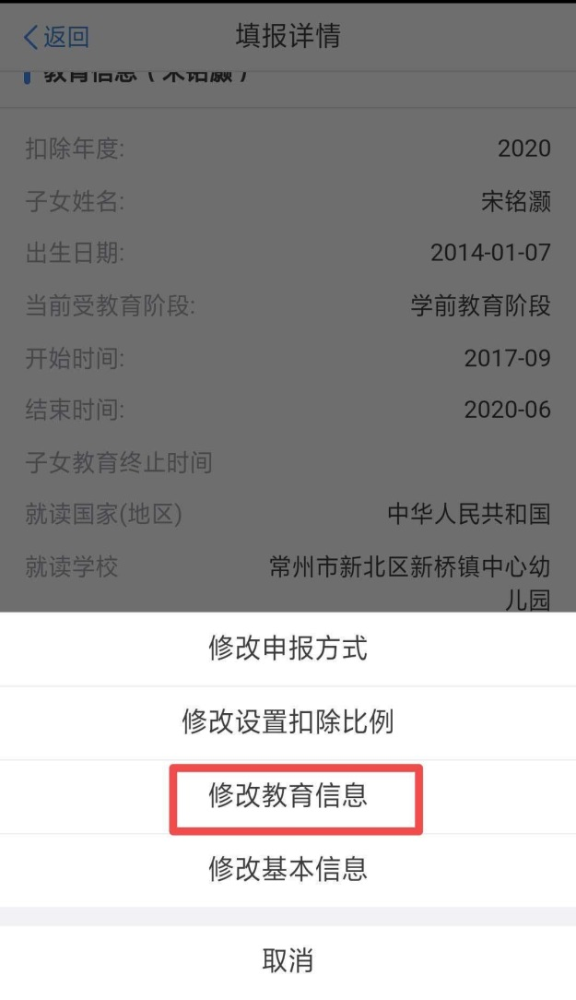 返回
填报详情
教育信息（宋铭灏）
扣除年度:
2020
子女姓名:
宋铭灏
出生日期:
2014-01-07
当前受教育阶段:
学前教育阶段
开始时间:
2017-09
结束时间:
2020-06
子女教育终止时间
就读国家(地区)
中华人民共和国
就读学校
常州市新北区新桥镇中心幼
儿园
修改申报方式
修改设置扣除比例
修改教育信息
修改基本信息
取消